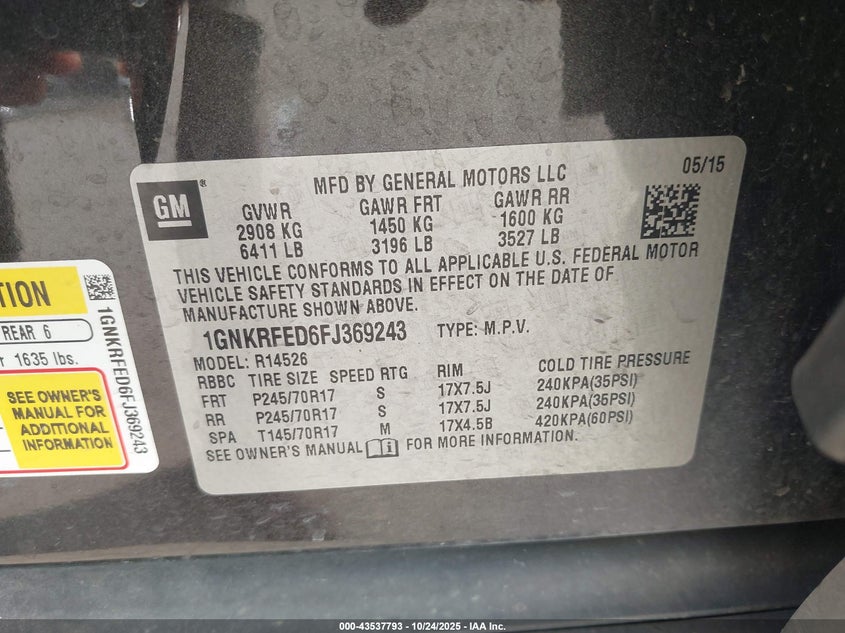 MFD BY GENERAL MOTORS LLC 05/15
GM®
GVWR GAWR FRT GAWR RR
2908 KG 1450 KG 1600 KG
6411 LB 3196 LB 3527 LB
THIS VEHICLE CONFORMS TO ALL APPLICABLE U.S. FEDERAL MOTOR
VEHICLE SAFETY STANDARDS IN EFFECT ON THE DATE OF
MANUFACTURE SHOWN ABOVE.
1GNKRFED6FJ369243 TYPE: M.P.V.
MODEL: R14526
RBBC TIRE SIZE SPEED RTG RIM COLD TIRE PRESSURE
FRT P245/70R17 S 17X7.5J 240KPA(35PSI)
RR P245/70R17 S 17X7.5J 240KPA(35PSI)
SPA T145/70R17 M 17X4.5B 420KPA(60PSI)
SEE OWNER'S MANUAL FOR MORE INFORMATION.
REAR 6
1635 lbs.
SEE OWNER'S
MANUAL FOR
ADDITIONAL
INFORMATION
1GNKRFED6FJ369243
000-43537793 - 10/24/2025 - IAA Inc.